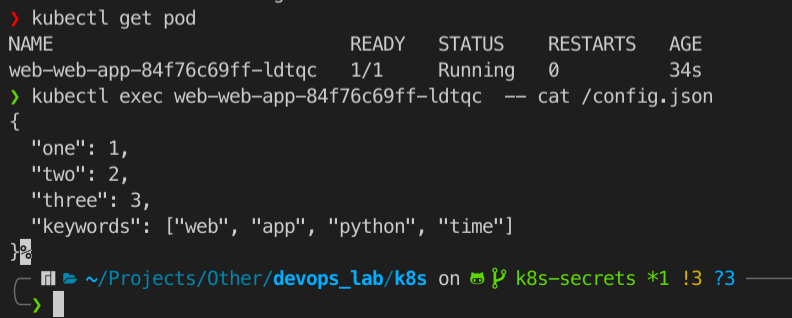 ❯ kubectl get pod
NAME                         READY   STATUS    RESTARTS   AGE
web-web-app-84f76c69ff-ldtqc   1/1     Running   0          34s
❯ kubectl exec web-web-app-84f76c69ff-ldtqc  -- cat /config.json
{
  "one": 1,
  "two": 2,
  "three": 3,
  "keywords": ["web", "app", "python", "time"]
}%
~/Projects/Other/devops_lab/k8s on k8s-secrets *1 !3 ?3
❯